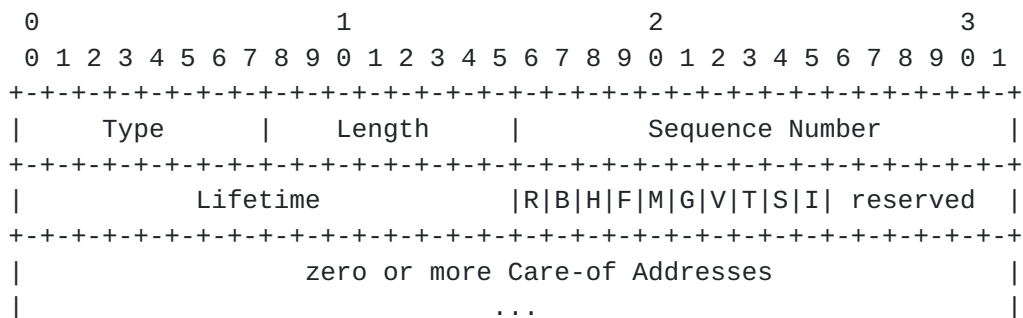 0                   1                   2                   3
 0 1 2 3 4 5 6 7 8 9 0 1 2 3 4 5 6 7 8 9 0 1 2 3 4 5 6 7 8 9 0 1
+-+-+-+-+-+-+-+-+-+-+-+-+-+-+-+-+-+-+-+-+-+-+-+-+-+-+-+-+-+-+-+-+
|     Type      |    Length     |        Sequence Number        |
+-+-+-+-+-+-+-+-+-+-+-+-+-+-+-+-+-+-+-+-+-+-+-+-+-+-+-+-+-+-+-+-+
|           Lifetime            |R|B|H|F|M|G|V|T|S|I| reserved  |
+-+-+-+-+-+-+-+-+-+-+-+-+-+-+-+-+-+-+-+-+-+-+-+-+-+-+-+-+-+-+-+-+
|                  zero or more Care-of Addresses               |
|                              ...                              |